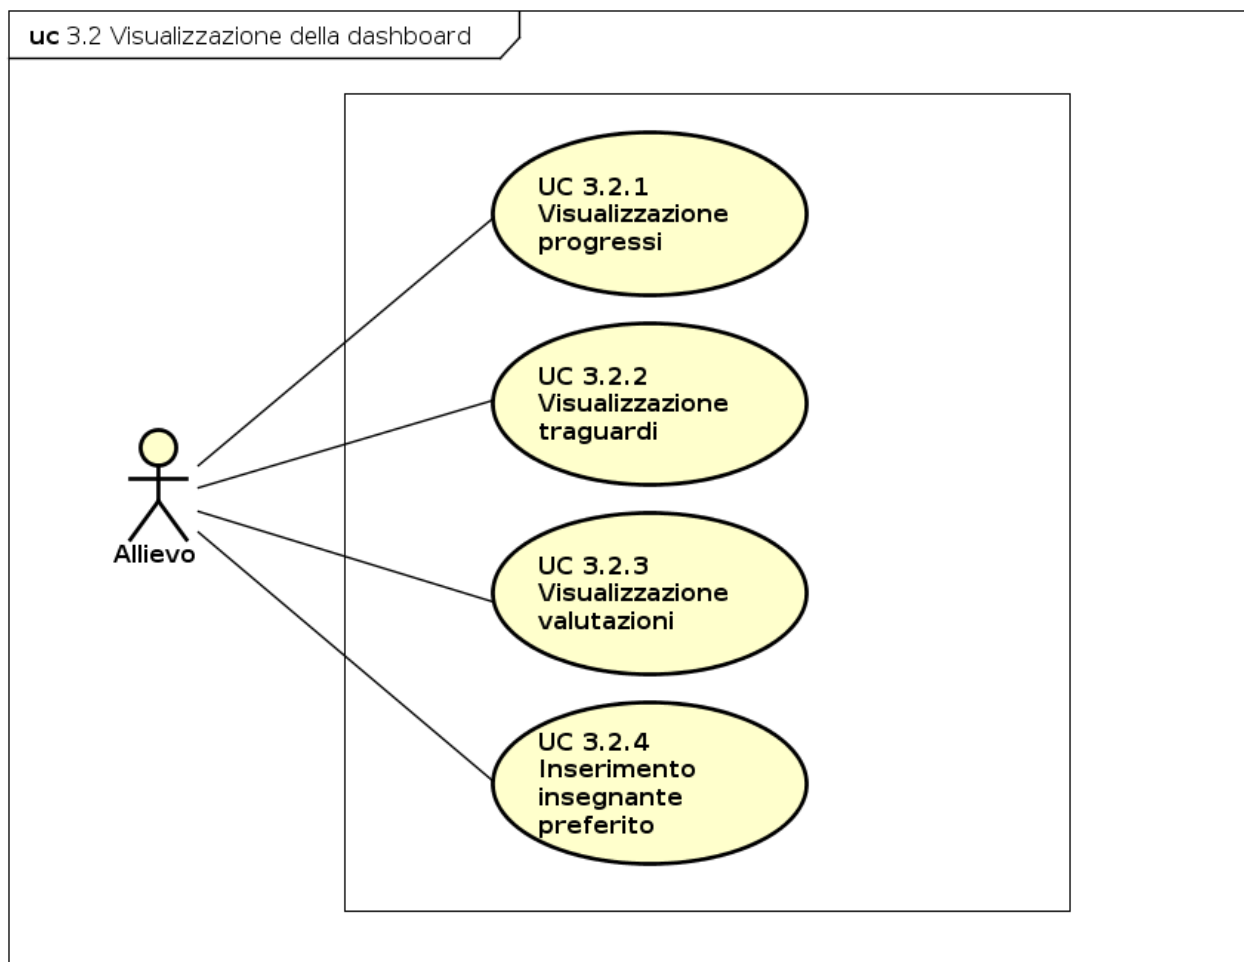 uc 3.2 Visualizzazione della dashboard
UC 3.2.1
Visualizzazione
progressi
UC 3.2.2
Visualizzazione
traguardi
Allievo
UC 3.2.3
Visualizzazione
valutazioni
UC 3.2.4
Inserimento
insegnante
preferito